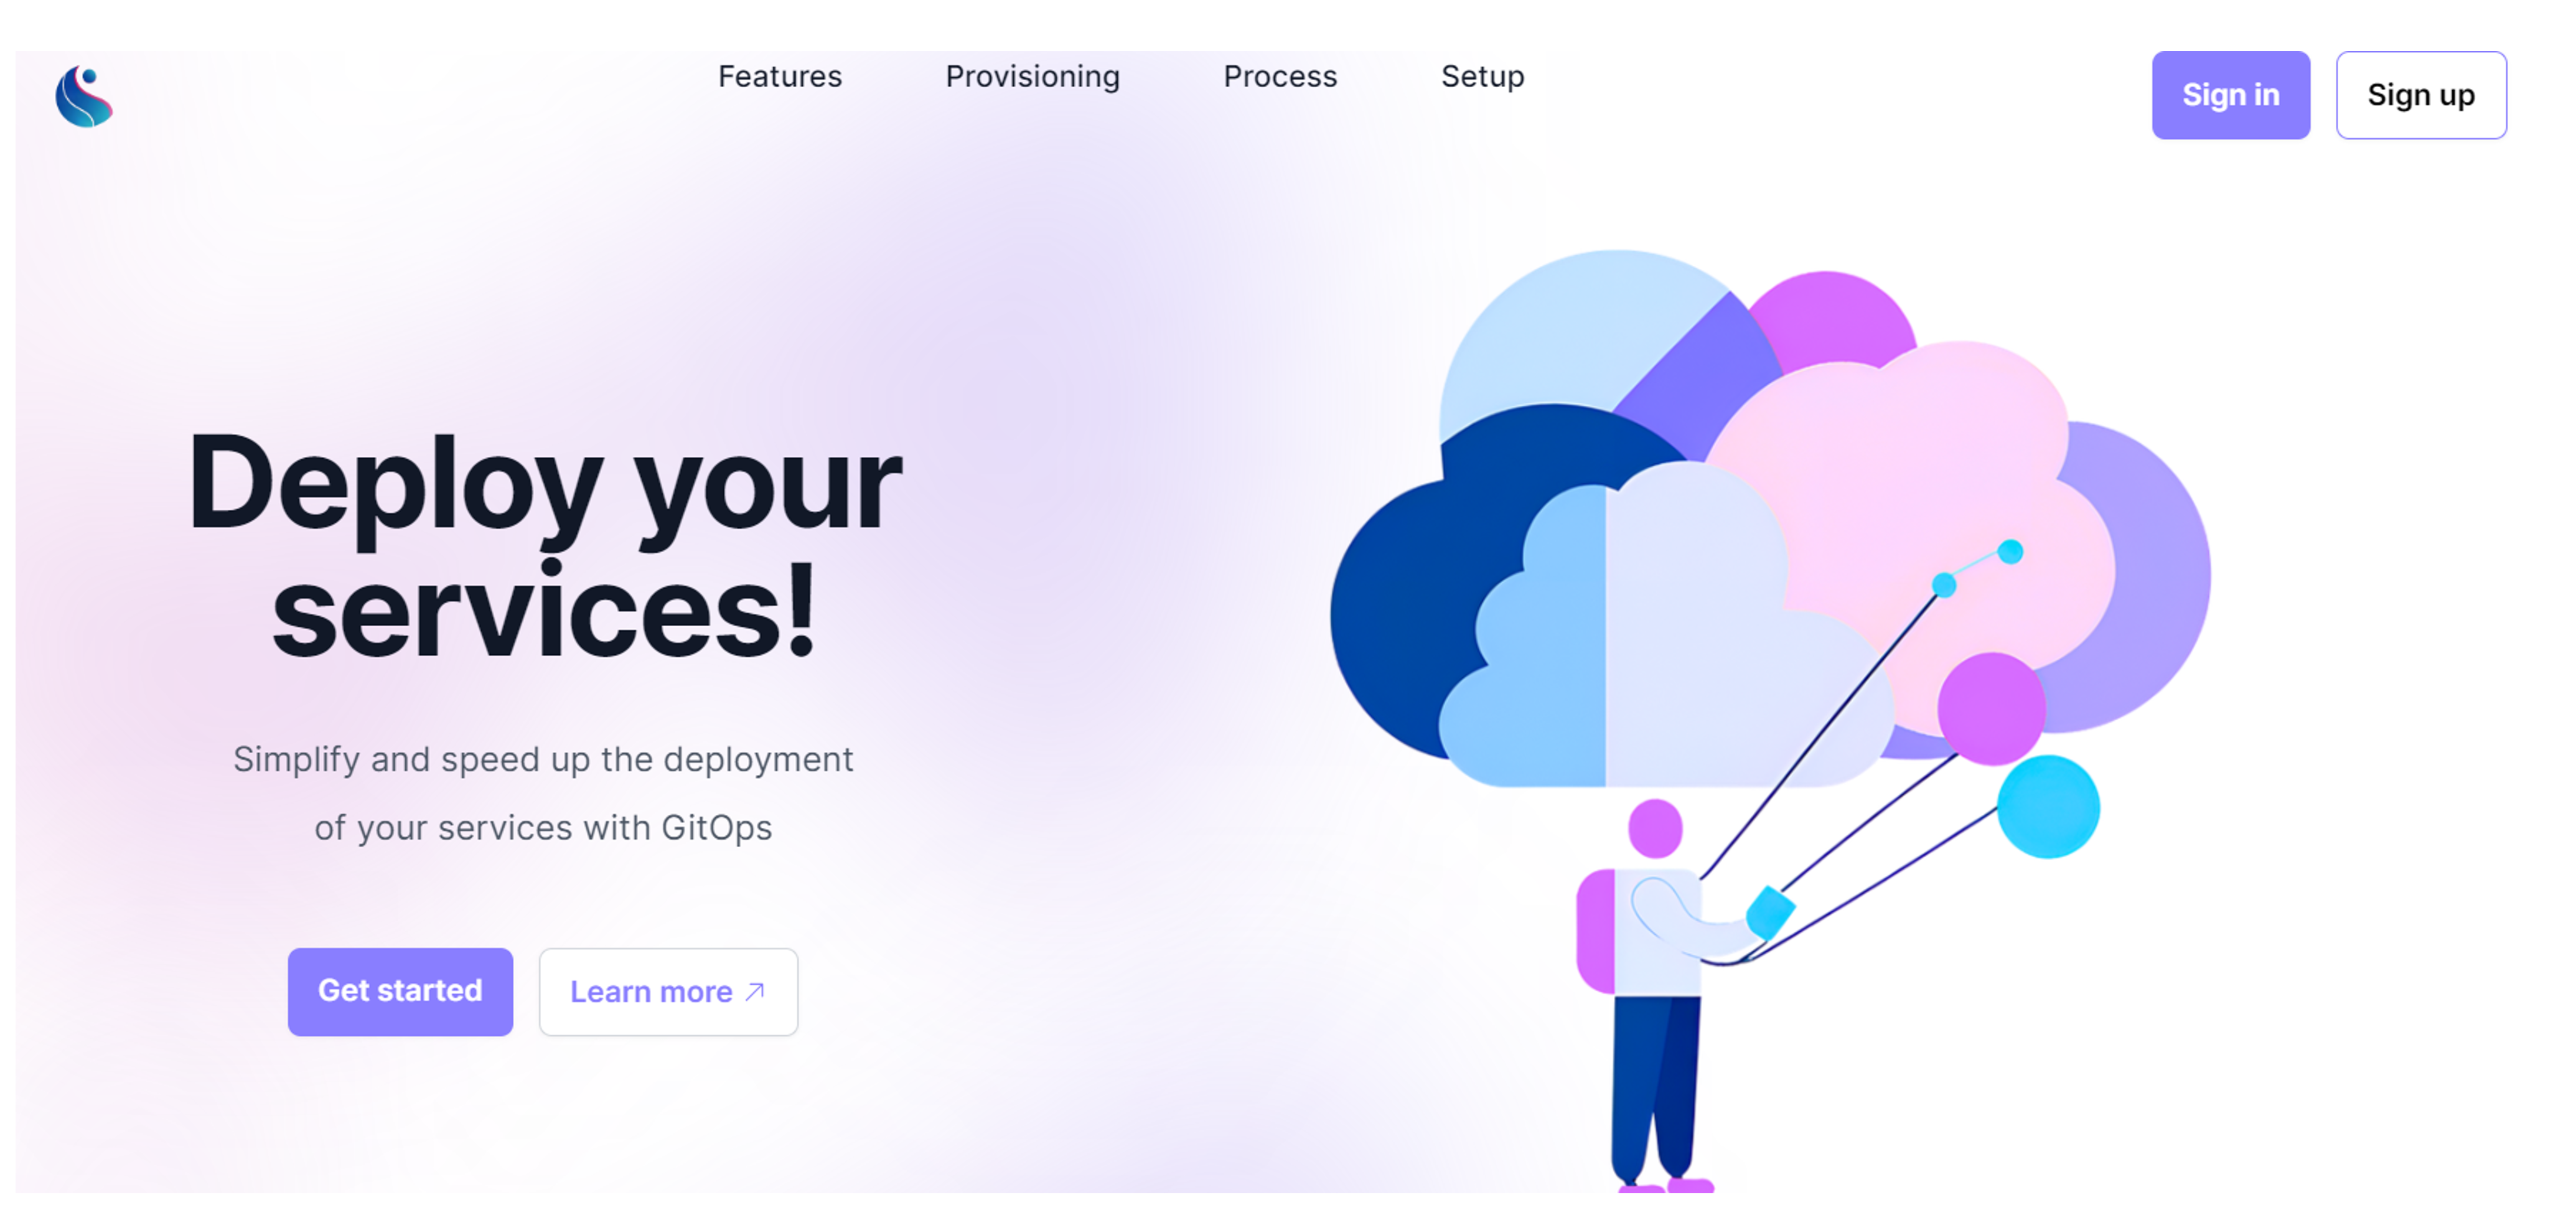 Features Provisioning Process Setup Sign in Sign up
Deploy your
services!
Simplify and speed up the deployment
of your services with GitOps
Get started Learn more ↗